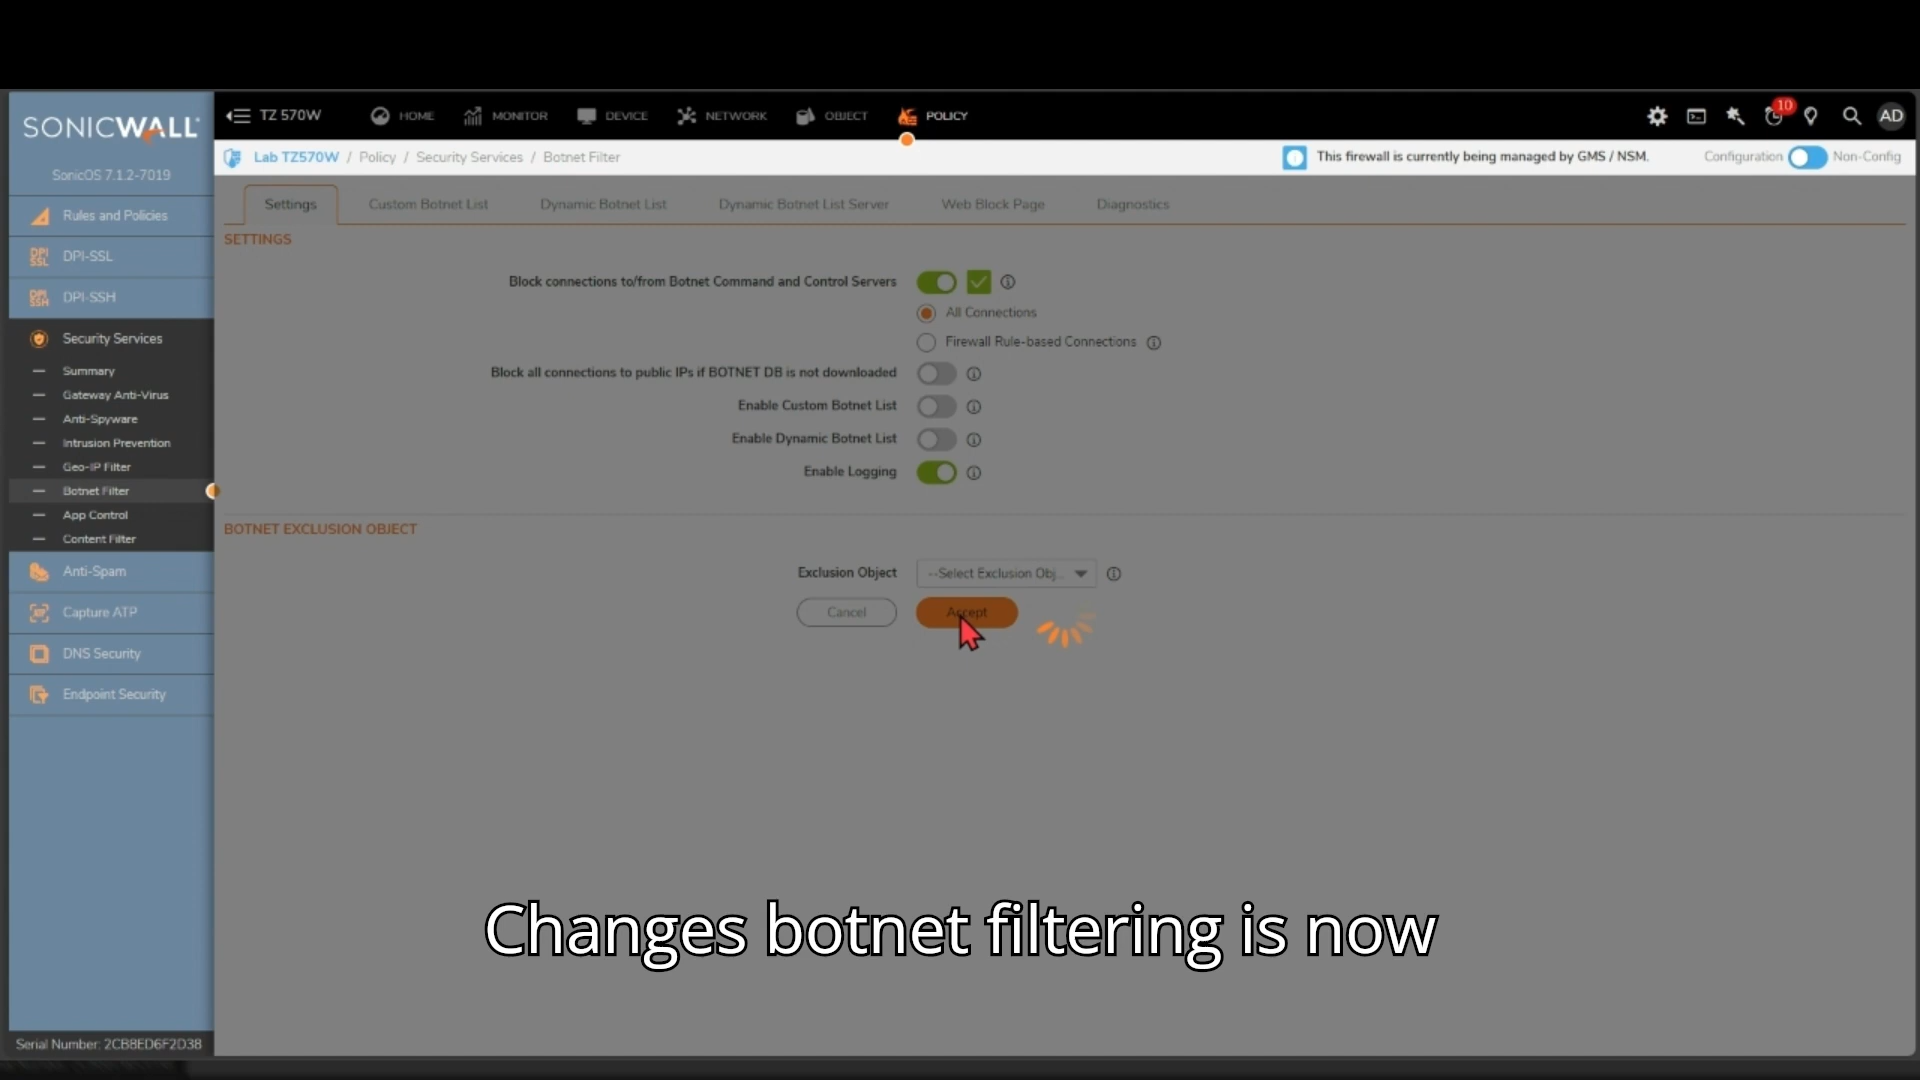 SONICWALL
SonicOS 7.1.2-7019
TZ 570W
HOME
MONITOR
DEVICE
NETWORK
OBJECT
POLICY
10
AD
Lab TZ570W / Policy / Security Services / Botnet Filter
This firewall is currently being managed by GMS / NSM.
Configuration
Non-Config
Rules and Policies
DPI-SSL
DPI-SSH
Security Services
Summary
Gateway Anti-Virus
Anti-Spyware
Intrusion Prevention
Geo-IP Filter
Botnet Filter
App Control
Content Filter
Anti-Spam
Capture ATP
DNS Security
Endpoint Security
Serial Number: 2CB8ED6F2D38
Settings
Custom Botnet List
Dynamic Botnet List
Dynamic Botnet List Server
Web Block Page
Diagnostics
SETTINGS
Block connections to/from Botnet Command and Control Servers
All Connections
Firewall Rule-based Connections
Block all connections to public IPs if BOTNET DB is not downloaded
Enable Custom Botnet List
Enable Dynamic Botnet List
Enable Logging
BOTNET EXCLUSION OBJECT
Exclusion Object
--Select Exclusion Obj...
Cancel
Accept
Changes botnet filtering is now